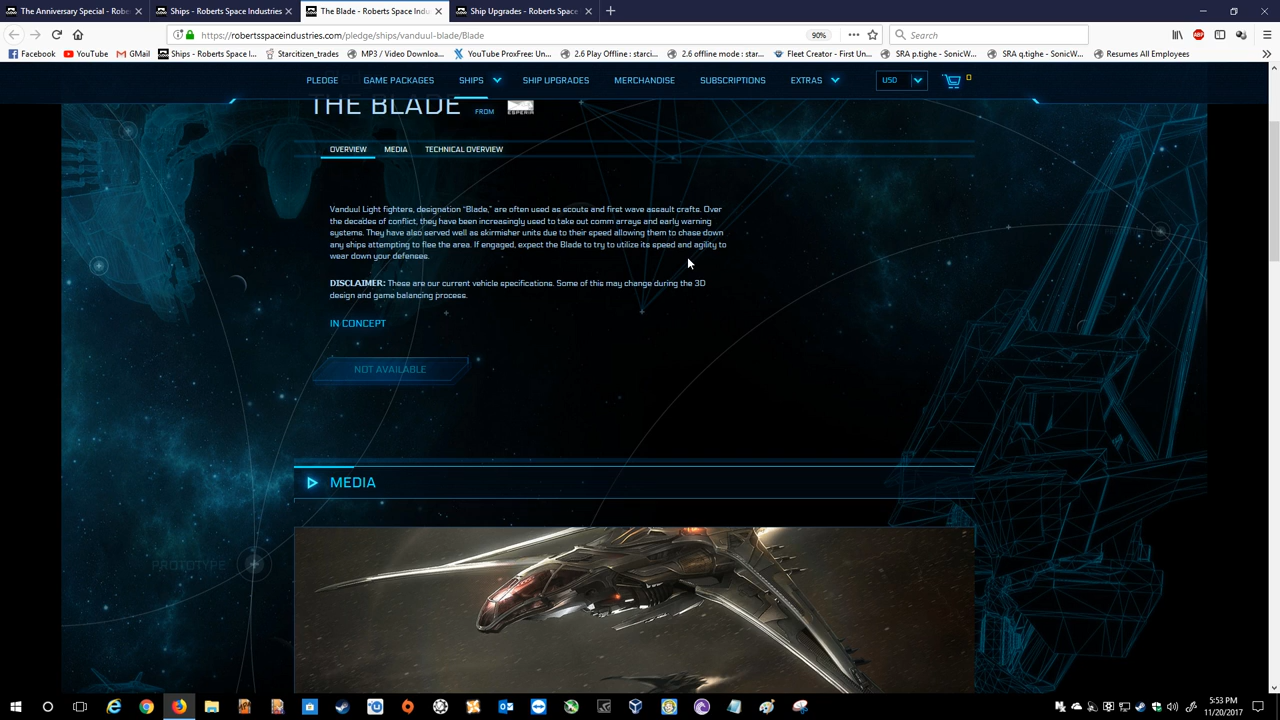 The Anniversary Special - Robe
Ships - Roberts Space Industries
The Blade - Roberts Space Indu
Ship Upgrades - Roberts Space
https://robertsspaceindustries.com/pledge/ships/vanduul-blade/Blade
90%
Search
Facebook
YouTube
GMail
Ships - Roberts Space I...
Starcitizen_trades
MP3 / Video Downloa...
YouTube ProxFree: Un...
2.6 Play Offline : starci...
2.6 offline mode : star...
Fleet Creator - First Un...
SRA p.tighe - SonicW...
SRA q.tighe - SonicW...
Resumes All Employees
PLEDGE
GAME PACKAGES
SHIPS
SHIP UPGRADES
MERCHANDISE
SUBSCRIPTIONS
EXTRAS
USD
0
THE BLADE
FROM
ESPERIA
OVERVIEW
MEDIA
TECHNICAL OVERVIEW
Vanduul Light fighters, designation "Blade," are often used as scouts and first wave assault crafts. Over
the decades of conflict, they have been increasingly used to take out comm arrays and early warning
systems. They have also served well as skirmisher units due to their speed allowing them to chase down
any ships attempting to flee the area. If engaged, expect the Blade to try to utilize its speed and agility to
wear down your defenses.
DISCLAIMER: These are our current vehicle specifications. Some of this may change during the 3D
design and game balancing process.
IN CONCEPT
NOT AVAILABLE
MEDIA
PROTOTYPE
5:53 PM
11/20/2017